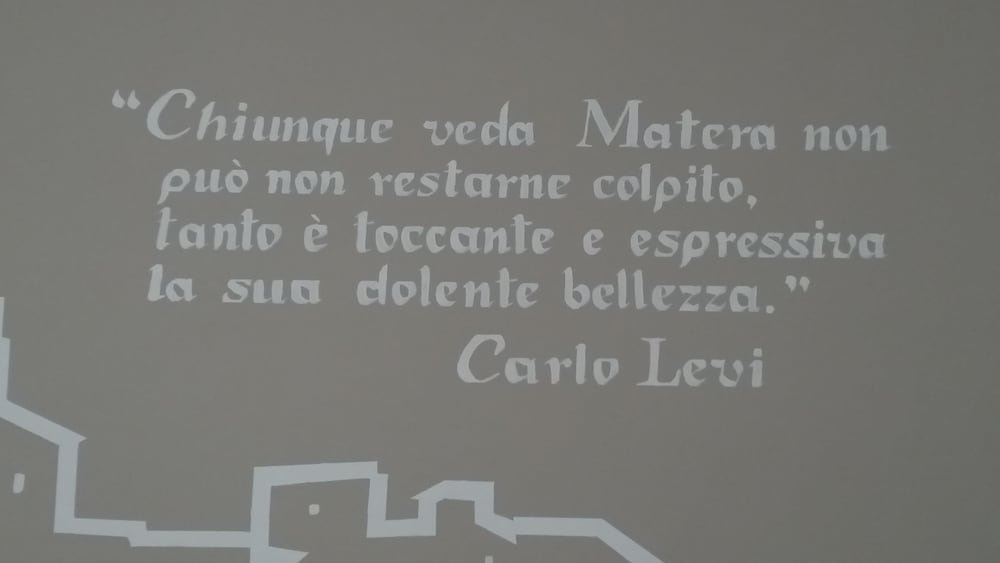 “Chiunque veda Matera non
può non restarne colpito,
tanto è toccante e espressiva
la sua dolente bellezza.”
Carlo Levi